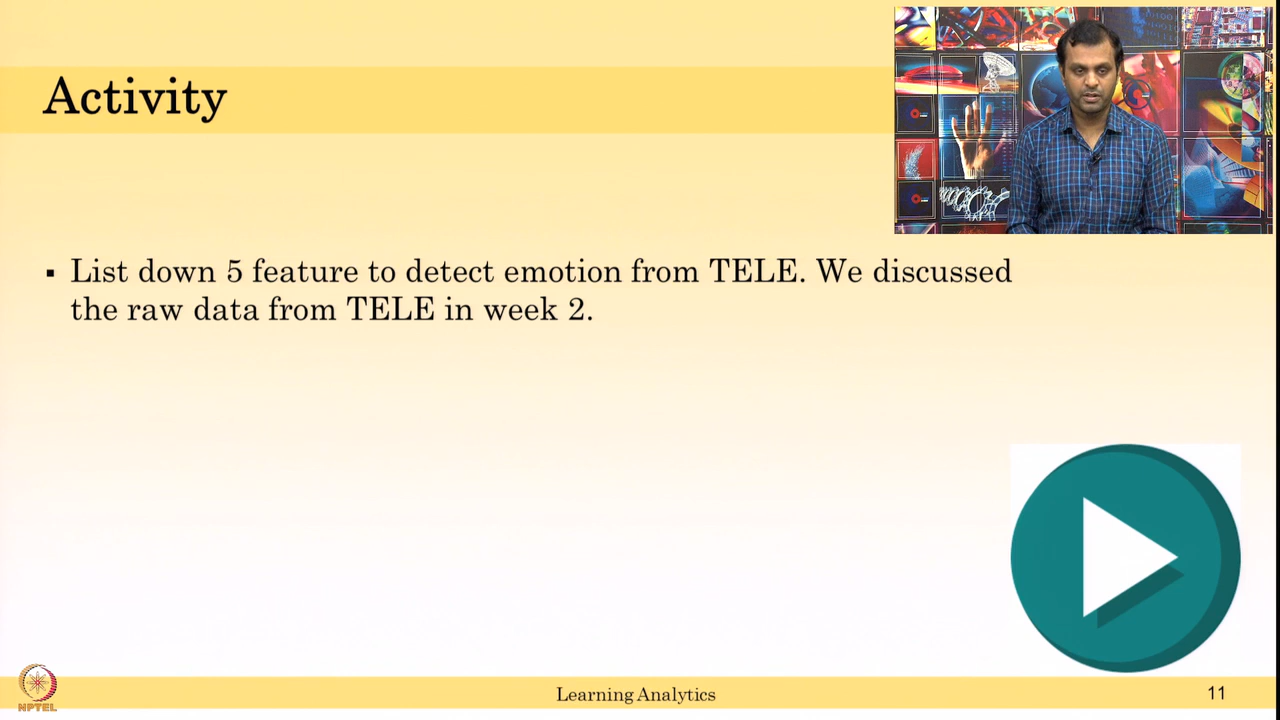 Activity
▪ List down 5 feature to detect emotion from TELE. We discussed
the raw data from TELE in week 2.
NPTEL
Learning Analytics
11